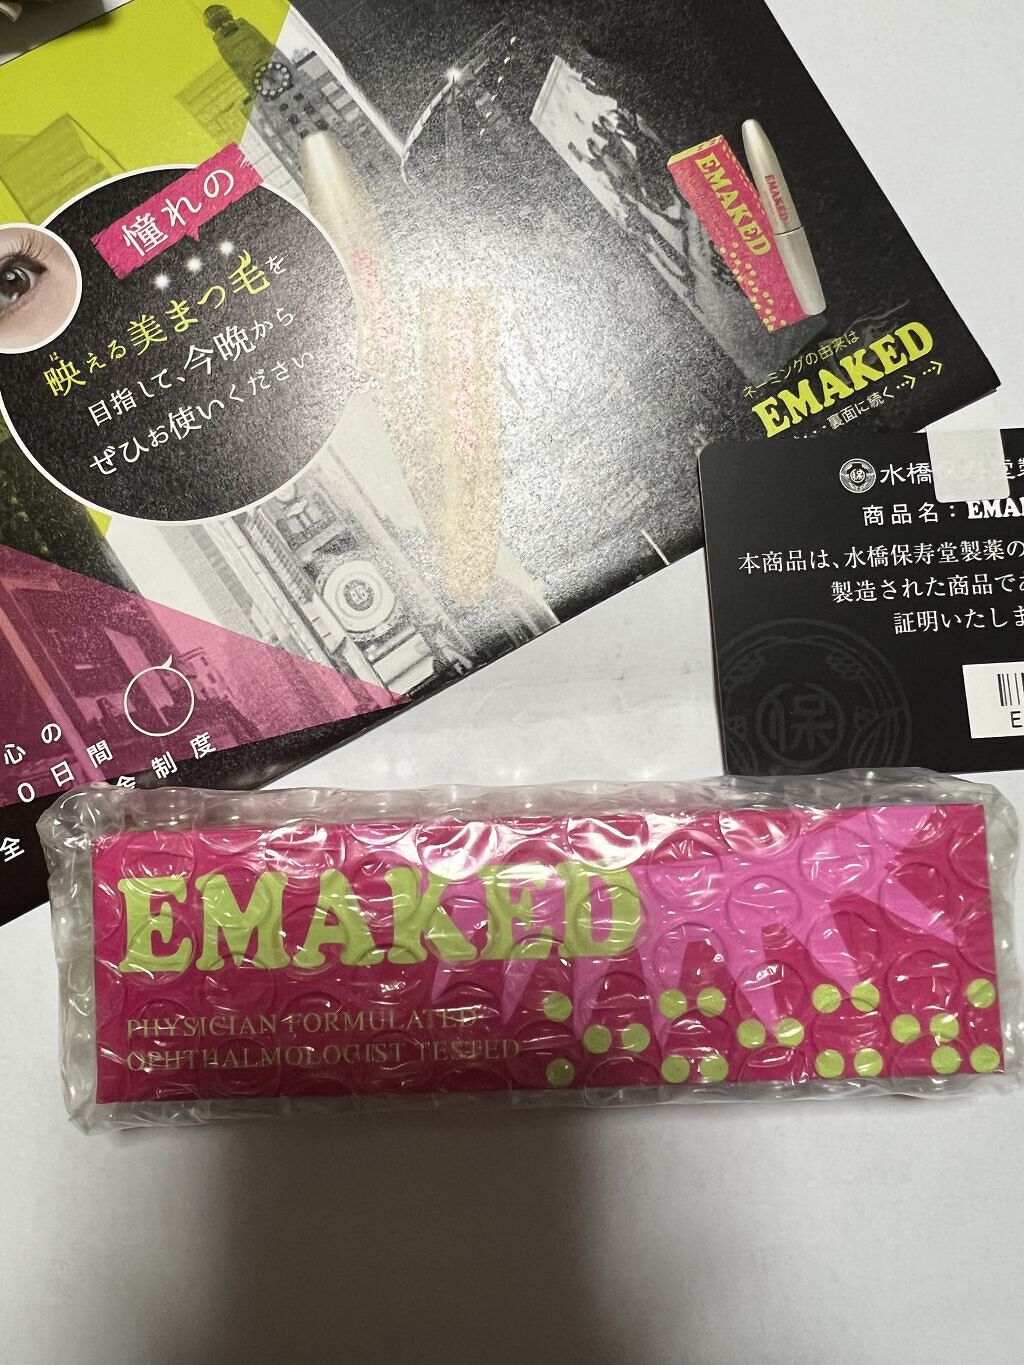 憧れの
映える美まつ毛を
は
目指して、今晩から
ぜひお使いください
EMAKED
EMAKED
ネーミングの由来は
EMAKED
裏面に続く
水橋
商品名：EMA
本商品は、水橋保寿堂製薬の
製造された商品で
証明いたしま
保
E
心の
0日間
制度
全
EMAKED
PHYSICIAN FORMULATED
OPHTHALMOLOGIST TESTED